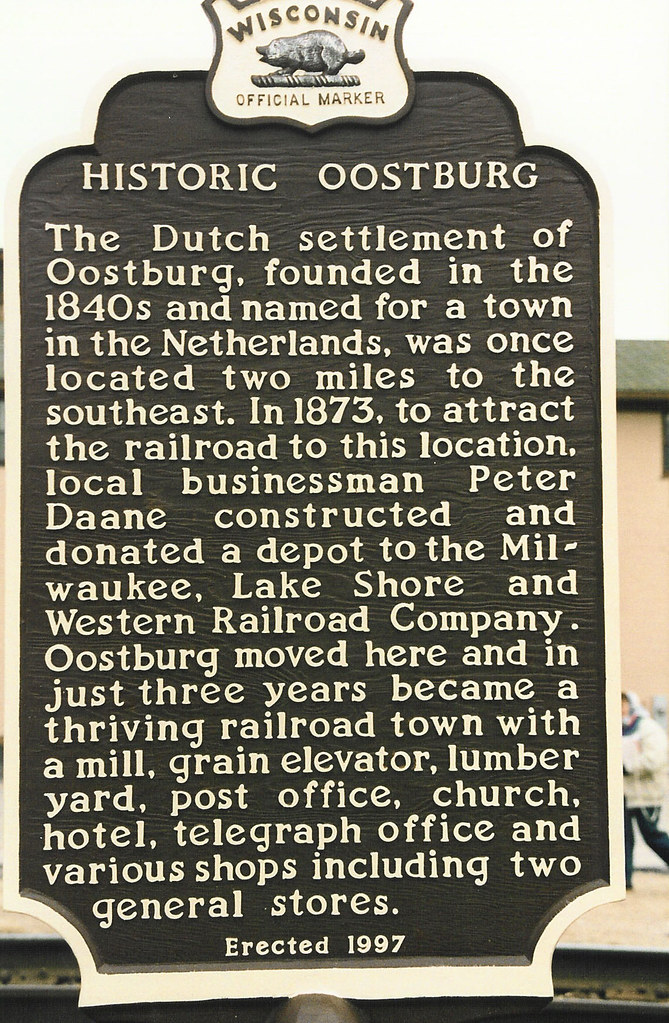 WISCONSIN
OFFICIAL MARKER
HISTORIC OOSTBURG
The Dutch settlement of
Oostburg, founded in the
1840s and named for a town
in the Netherlands, was once
located two miles to the
southeast. In 1873, to attract
the railroad to this location,
local businessman Peter
Daane constructed and
donated a depot to the Mil-
waukee, Lake Shore and
Western Railroad Company.
Oostburg moved here and in
just three years became a
thriving railroad town with
a mill, grain elevator, lumber
yard, post office, church,
hotel, telegraph office and
various shops including two
general stores.
Erected 1997